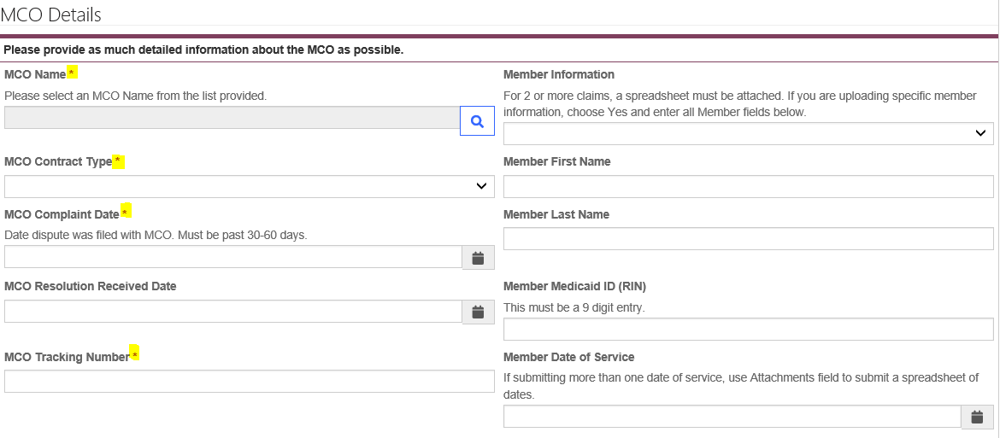 MCO Details
Please provide as much detailed information about the MCO as possible.
MCO Name*
Please select an MCO Name from the list provided.
MCO Contract Type*
MCO Complaint Date*
Date dispute was filed with MCO. Must be past 30-60 days.
MCO Resolution Received Date
MCO Tracking Number*
Member Information
For 2 or more claims, a spreadsheet must be attached. If you are uploading specific member
information, choose Yes and enter all Member fields below.
Member First Name
Member Last Name
Member Medicaid ID (RIN)
This must be a 9 digit entry.
Member Date of Service
If submitting more than one date of service, use Attachments field to submit a spreadsheet of
dates.